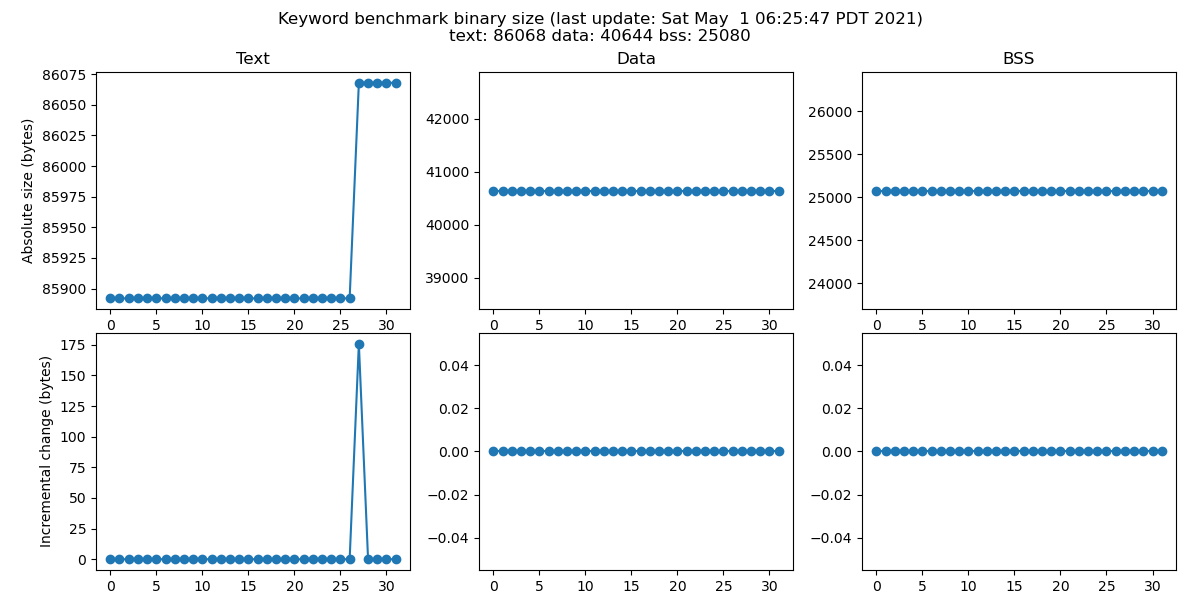 Keyword benchmark binary size (last update: Sat May  1 06:25:47 PDT 2021)
text: 86068 data: 40644 bss: 25080
Text
Data
BSS
Absolute size (bytes)
86075
86050
86025
86000
85975
85950
85925
85900
0 5 10 15 20 25 30
42000
41000
40000
39000
0 5 10 15 20 25 30
26000
25500
25000
24500
24000
0 5 10 15 20 25 30
Incremental change (bytes)
175
150
125
100
75
50
25
0
0 5 10 15 20 25 30
0.04
0.02
0.00
−0.02
−0.04
0 5 10 15 20 25 30
0.04
0.02
0.00
−0.02
−0.04
0 5 10 15 20 25 30